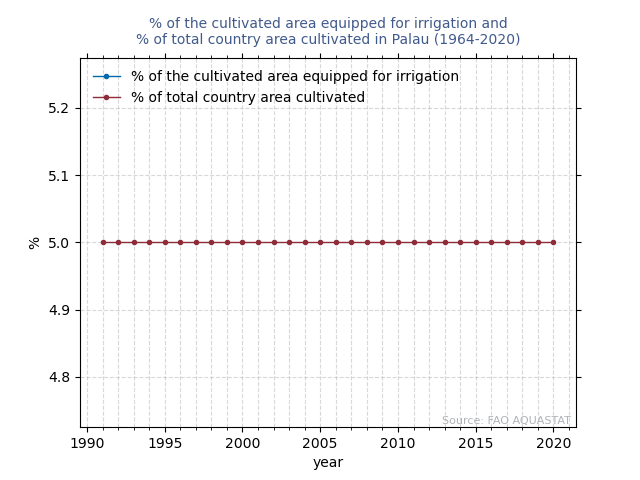 % of the cultivated area equipped for irrigation and
% of total country area cultivated in Palau (1964-2020)
% of the cultivated area equipped for irrigation
% of total country area cultivated
5.2
5.1
5.0
4.9
4.8
%
Source: FAO AQUASTAT
1990 1995 2000 2005 2010 2015 2020
year